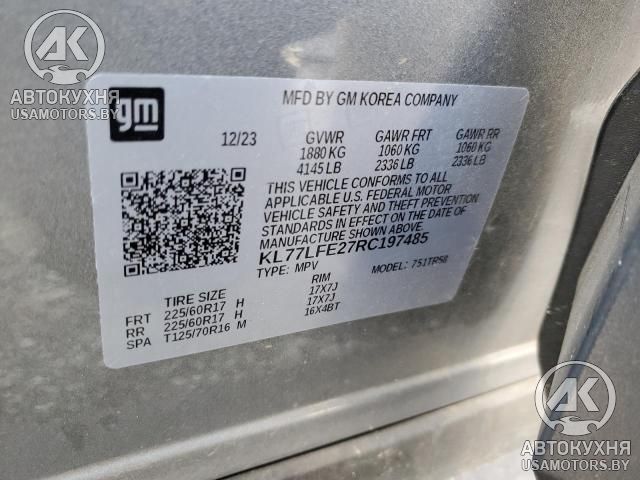 AK
АВТОКУХНЯ
USAMOTORS.BY
gm
MFD BY GM KOREA COMPANY
12/23 GVWR GAWR FRT GAWR RR
1880 KG 1060 KG 1060 KG
4145 LB 2336 LB 2336 LB
THIS VEHICLE CONFORMS TO ALL
APPLICABLE U.S. FEDERAL MOTOR
VEHICLE SAFETY AND THEFT PREVENTION
STANDARDS IN EFFECT ON THE DATE OF
MANUFACTURE SHOWN ABOVE.
KL77LFE27RC197485
TYPE: MPV MODEL: 751TR58
TIRE SIZE RIM
FRT 225/60R17 H 17X7J
RR 225/60R17 H 17X7J
SPA T125/70R16 M 16X4BT
AK
АВТОКУХНЯ
USAMOTORS.BY